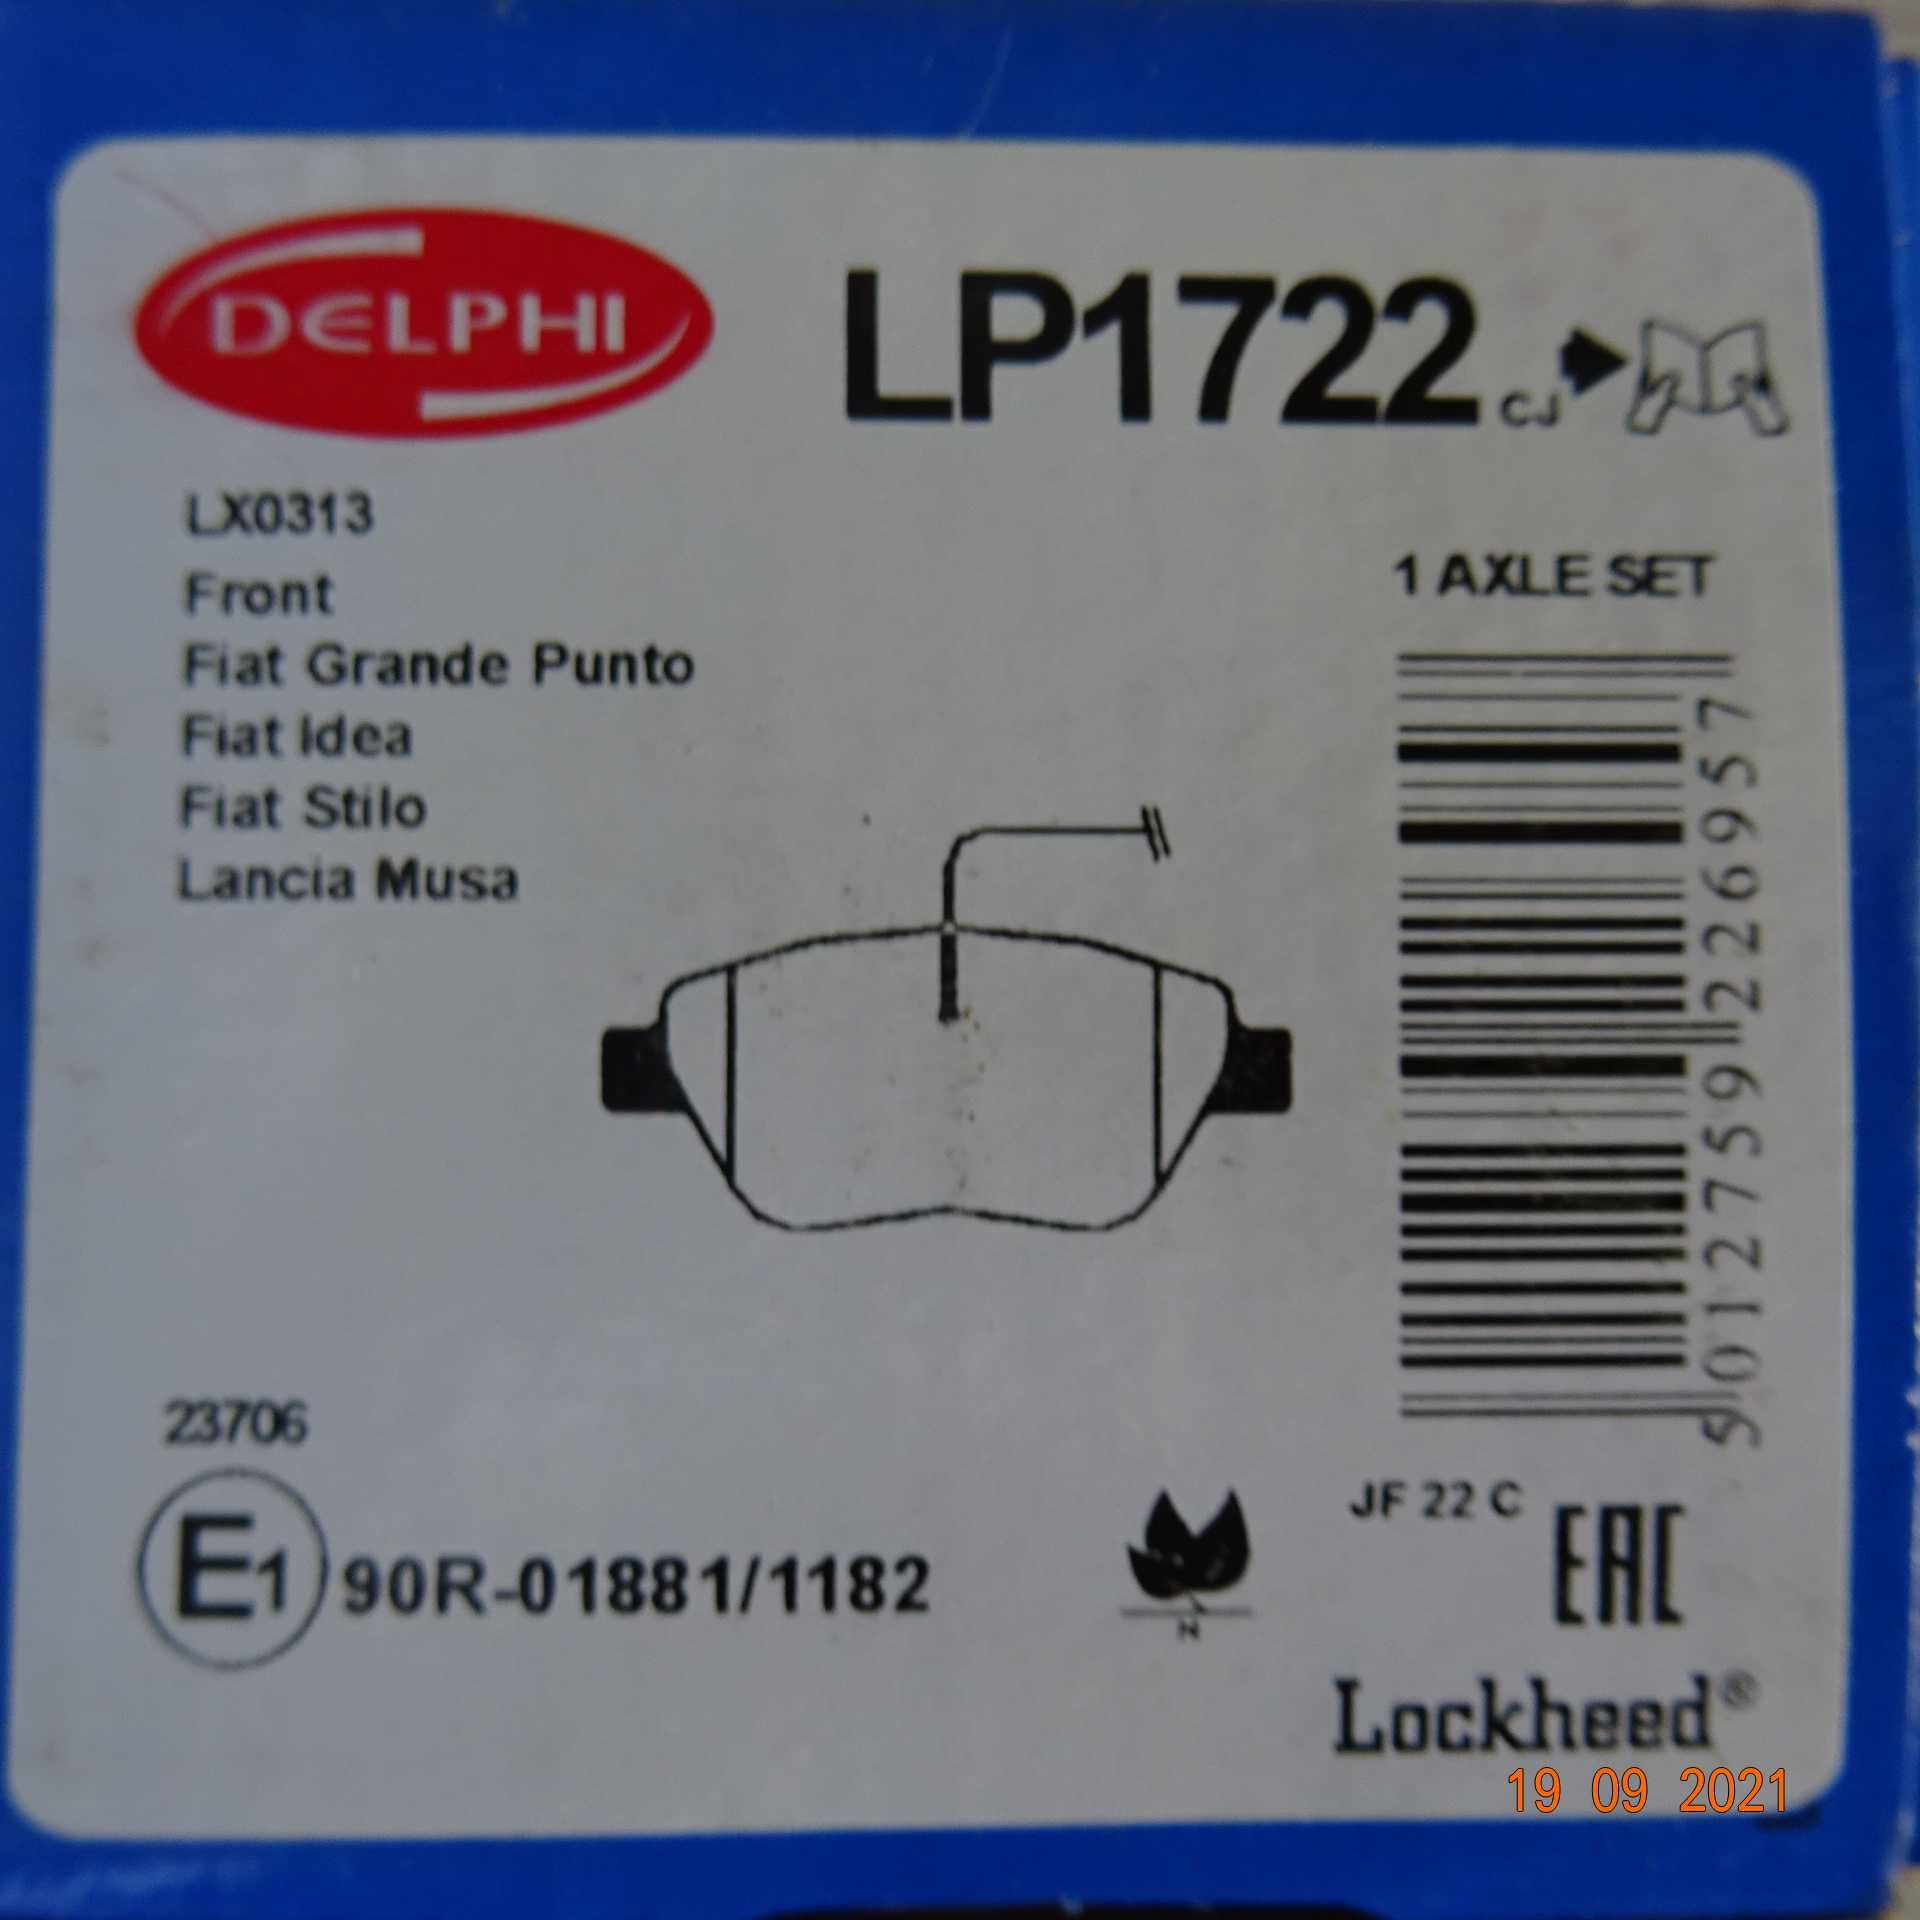 DELPHI
LP1722 CJ
LX0313
Front
Fiat Grande Punto
Fiat Idea
Fiat Stilo
Lancia Musa
1 AXLE SET
5012759226957
23706
E1 90R-01881/1182
N
JF 22 C
EAC
Lockheed®
19 09 2021